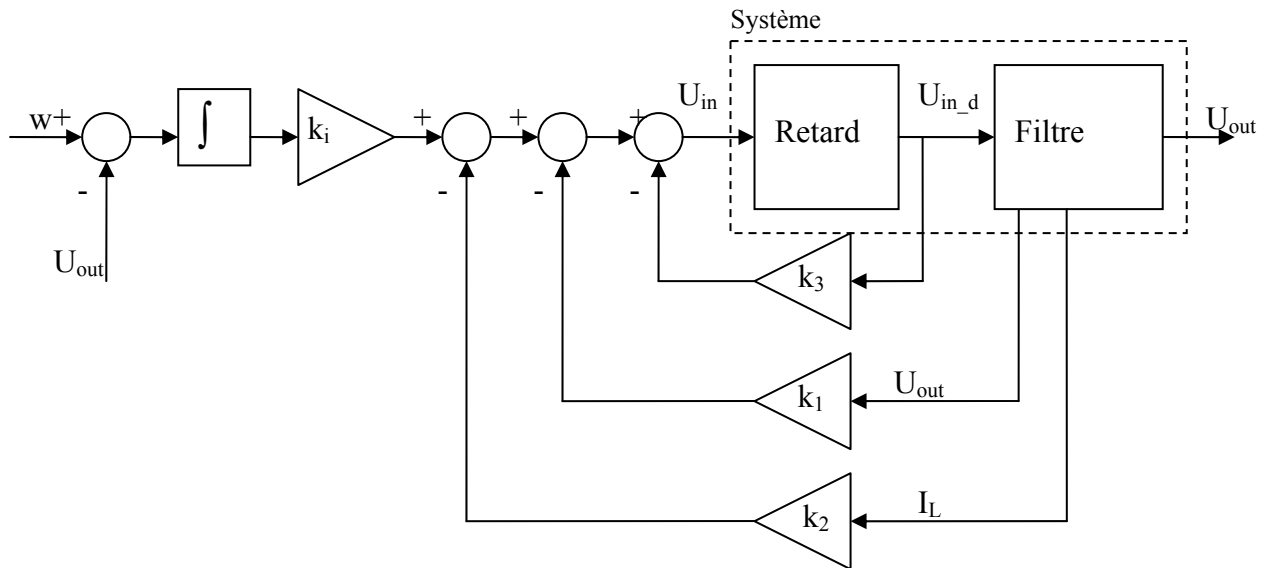 Système
w+
∫
k_i
+
+
+
U_in
Retard
U_in_d
Filtre
U_out
-
-
-
-
U_out
k_3
k_1
U_out
k_2
I_L